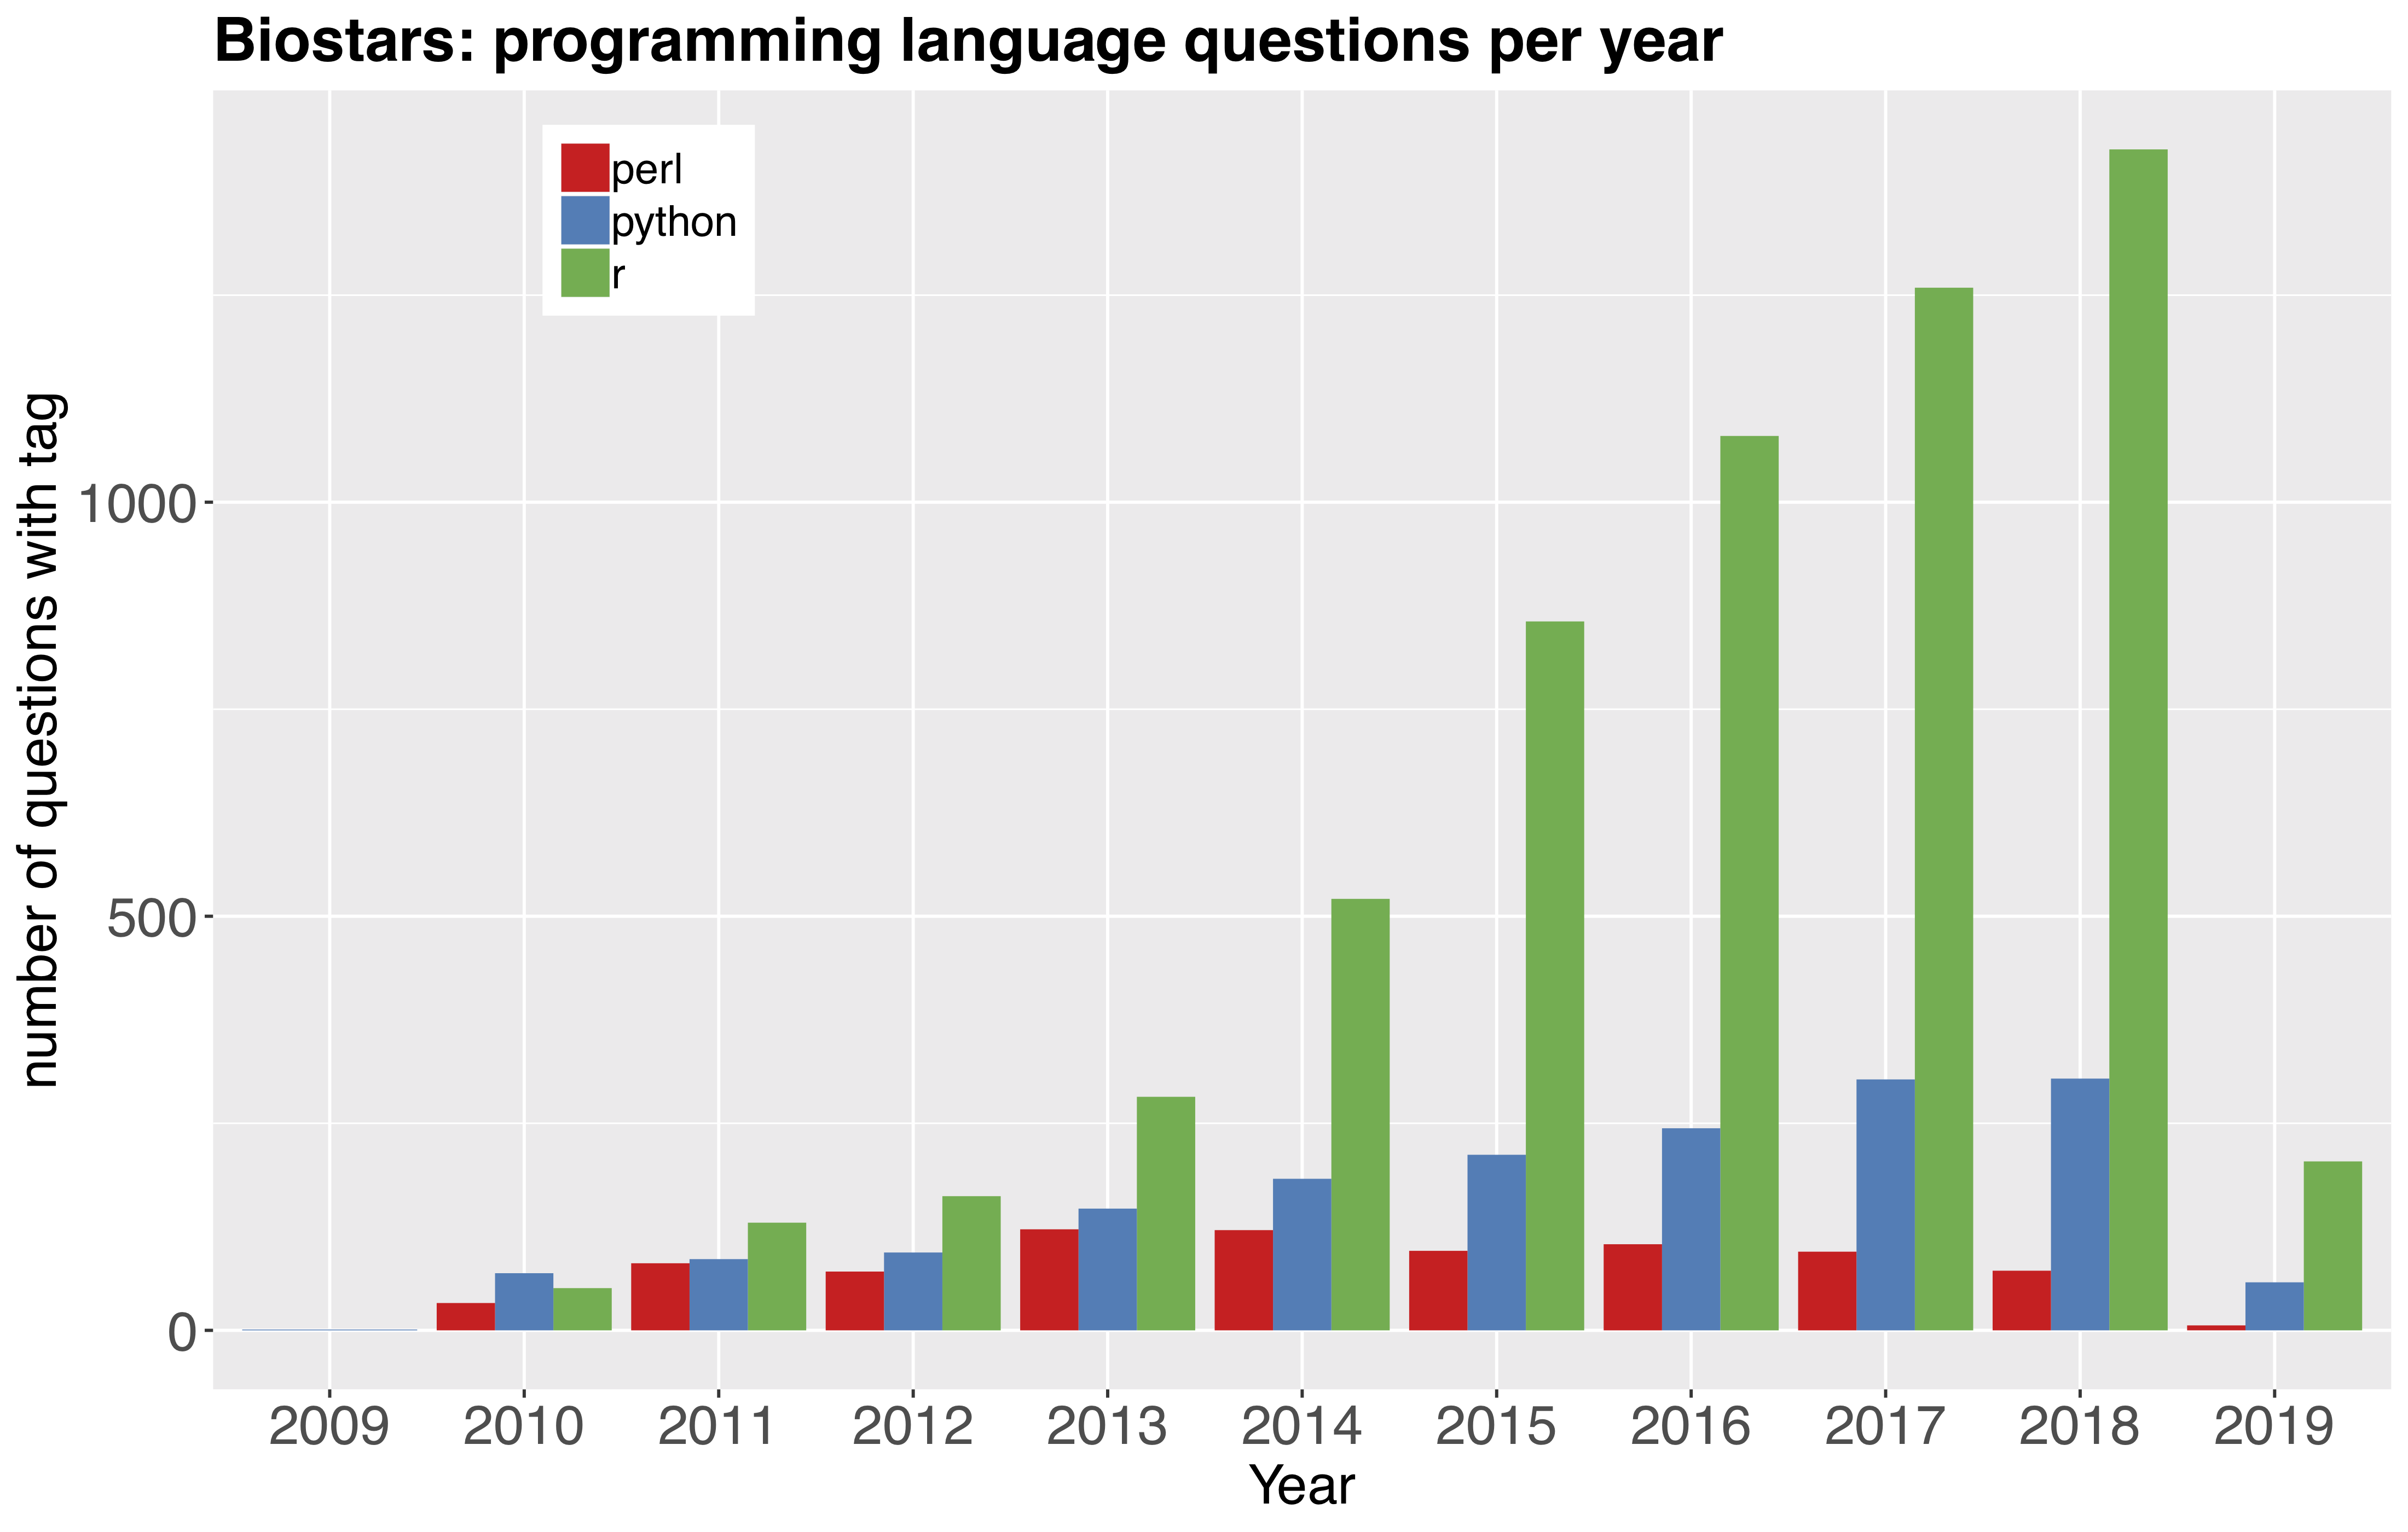 Biostars: programming language questions per year
perl
python
r
number of questions with tag
1000
500
0
2009 2010 2011 2012 2013 2014 2015 2016 2017 2018 2019
Year